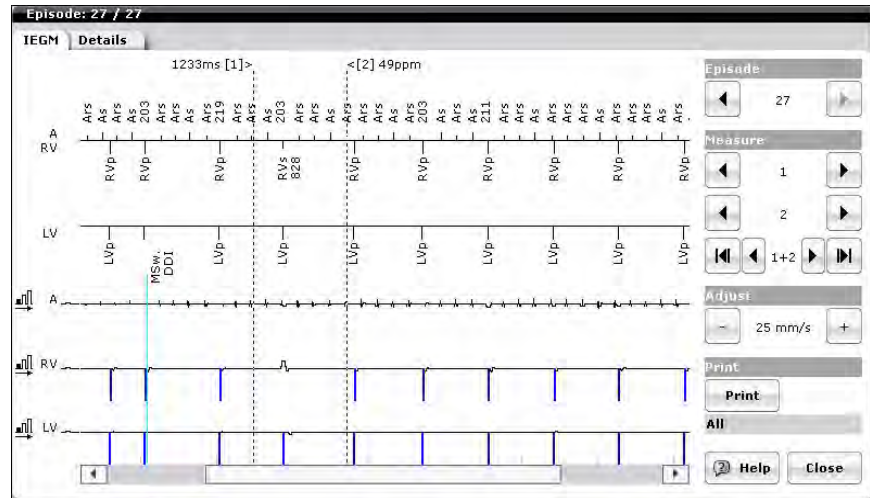 Episode: 27 / 27
IEGM Details
1233ms [1]> <[2] 49ppm
Ars As Ars As 203 Ars Ars As Ars 219 Ars Ars As 203 Ars Ars As Ars Ars As Ars Ars 203 Ars Ars As 211 Ars Ars As Ars Ars As Ars Ars As Ars
A
RV
RVp RVp RVp RVs 828 RVp RVp RVp RVp RVp RVp
LV
LVp LVp LVp LVp LVp LVp LVp LVp LVp
MSw. DDI
A
RV
LV
Episode
27
Measure
1
2
1+2
Adjust
- 25 mm/s +
Print
Print
All
Help Close